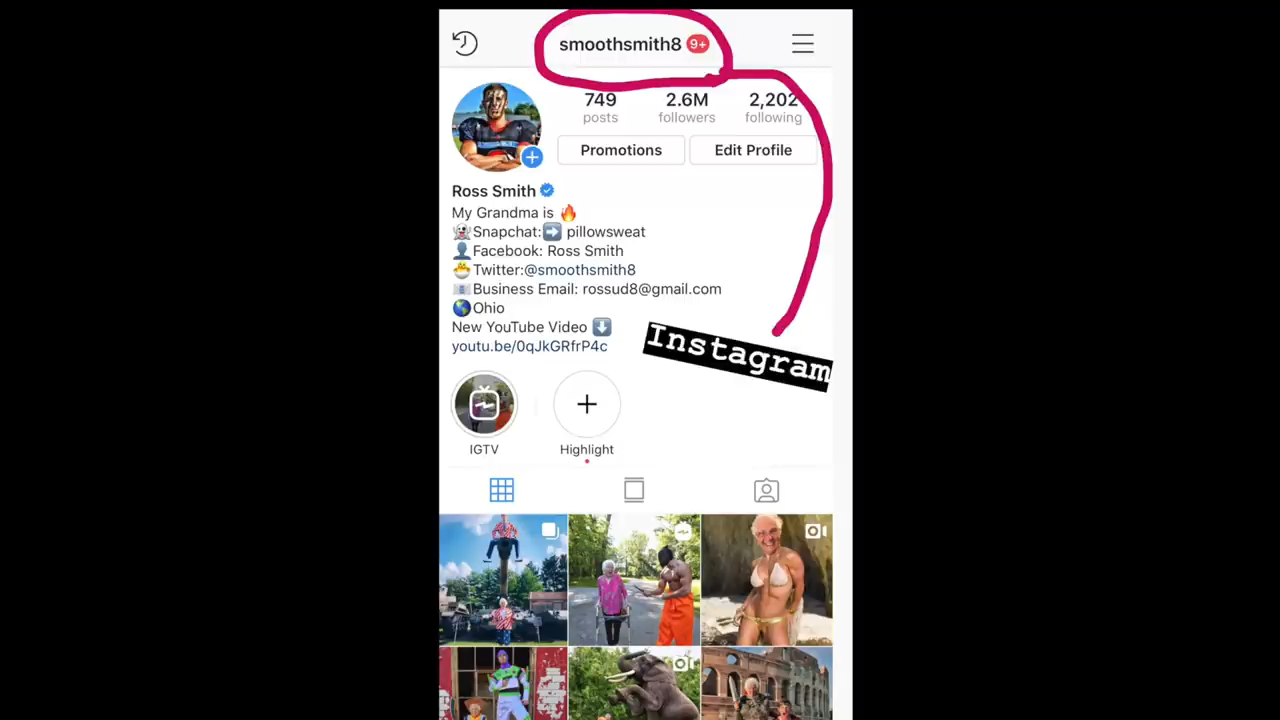 smoothsmith8 9+
749 2.6M 2,202
posts followers following
Promotions Edit Profile
Ross Smith
My Grandma is 🔥
👻Snapchat:➡️ pillowsweat
👤Facebook: Ross Smith
🐣Twitter:@smoothsmith8
📧Business Email: rossud8@gmail.com
🌎Ohio
New YouTube Video ⬇️
youtu.be/0qJkGRfrP4c
Instagram
IGTV Highlight